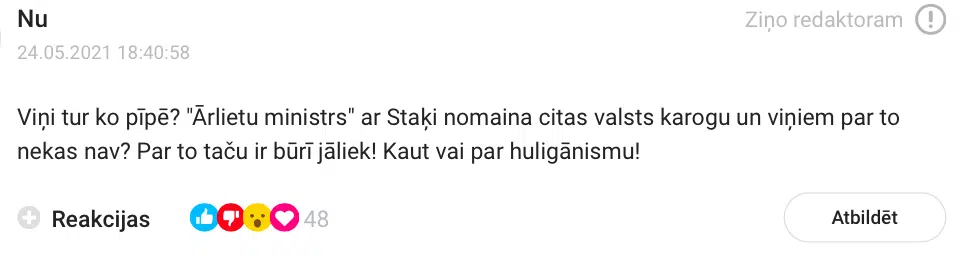 Nu
Ziņo redaktoram
24.05.2021 18:40:58
Viņi tur ko pīpē? "Ārlietu ministrs" ar Staķi nomaina citas valsts karogu un viņiem par to
nekas nav? Par to taču ir būrī jāliek! Kaut vai par huligānismu!
Reakcijas
48
Atbildēt